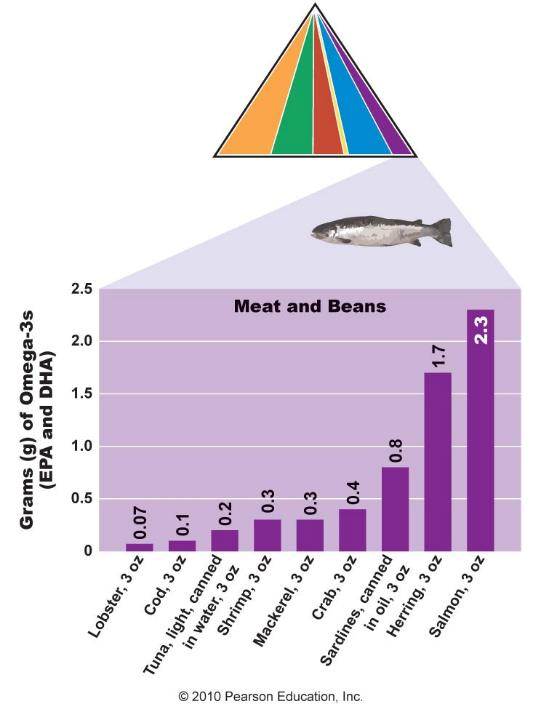 Meat and Beans
Grams (g) of Omega-3s
(EPA and DHA)
2.5
2.0
1.5
1.0
0.5
0
0.07
0.1
0.2
0.3
0.3
0.4
0.8
1.7
2.3
Lobster, 3 oz
Cod, 3 oz
Tuna, light, canned
in water, 3 oz
Shrimp, 3 oz
Mackerel, 3 oz
Crab, 3 oz
Sardines, canned
in oil, 3 oz
Herring, 3 oz
Salmon, 3 oz
© 2010 Pearson Education, Inc.